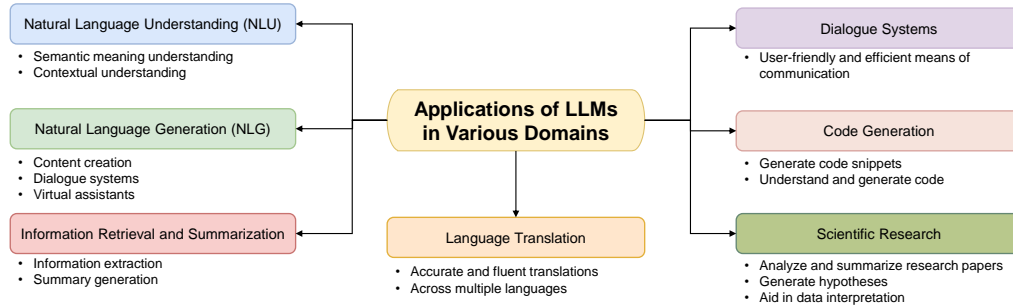 Natural Language Understanding (NLU)
• Semantic meaning understanding
• Contextual understanding
Natural Language Generation (NLG)
• Content creation
• Dialogue systems
• Virtual assistants
Information Retrieval and Summarization
• Information extraction
• Summary generation
Applications of LLMs
in Various Domains
Language Translation
• Accurate and fluent translations
• Across multiple languages
Dialogue Systems
• User-friendly and efficient means of
communication
Code Generation
• Generate code snippets
• Understand and generate code
Scientific Research
• Analyze and summarize research papers
• Generate hypotheses
• Aid in data interpretation